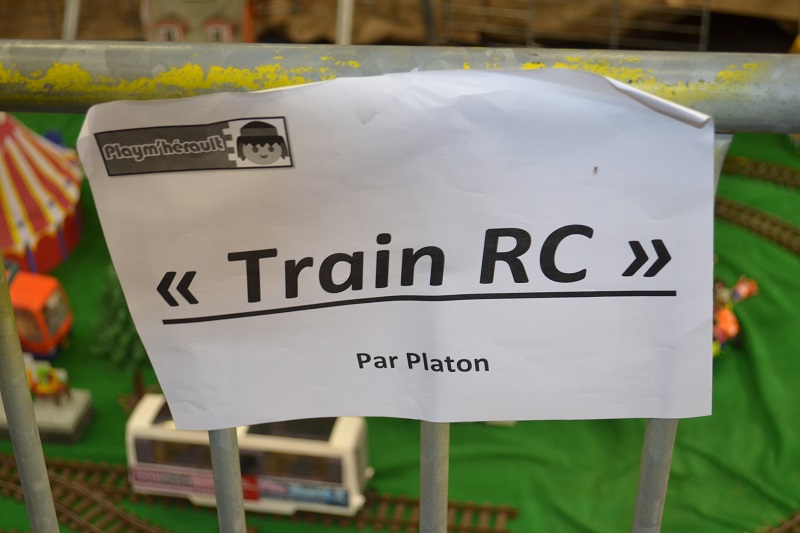 Playm'hérault
« Train RC »
Par Platon